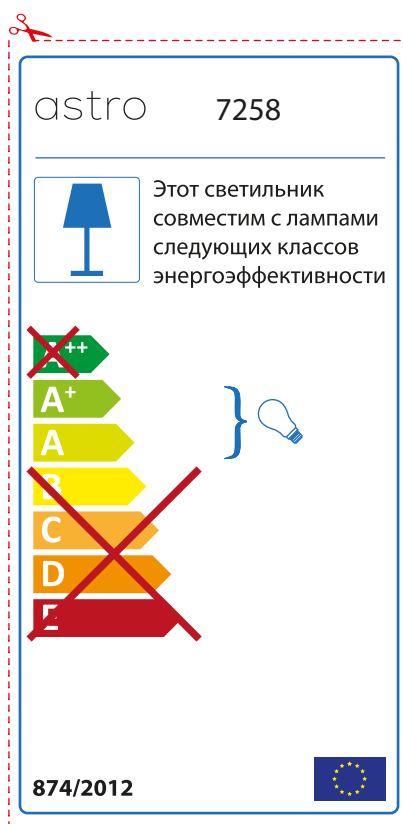 astro 7258
Этот светильник
совместим с лампами
следующих классов
энергоэффективности
A++
A+
A
B
C
D
E
874/2012